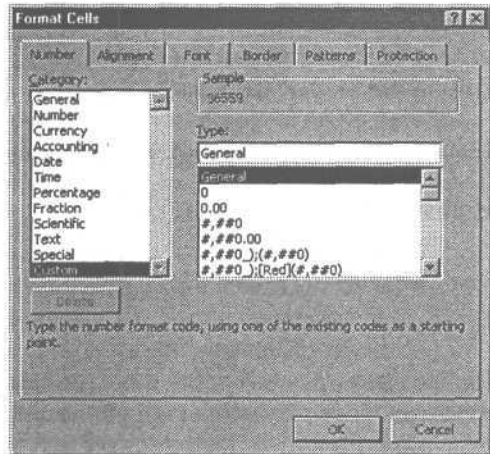 Format Cells
Number Alignment Font Border Patterns Protection
Category:
General
Number
Currency
Accounting
Date
Time
Percentage
Fraction
Scientific
Text
Special
Custom
Sample
36559
Type:
General
General
0
0.00
#,##0
#,##0.00
#,##0_);(#,##0)
#,##0_);[Red](#,##0)
Delete
Type the number format code, using one of the existing codes as a starting
point.
OK Cancel